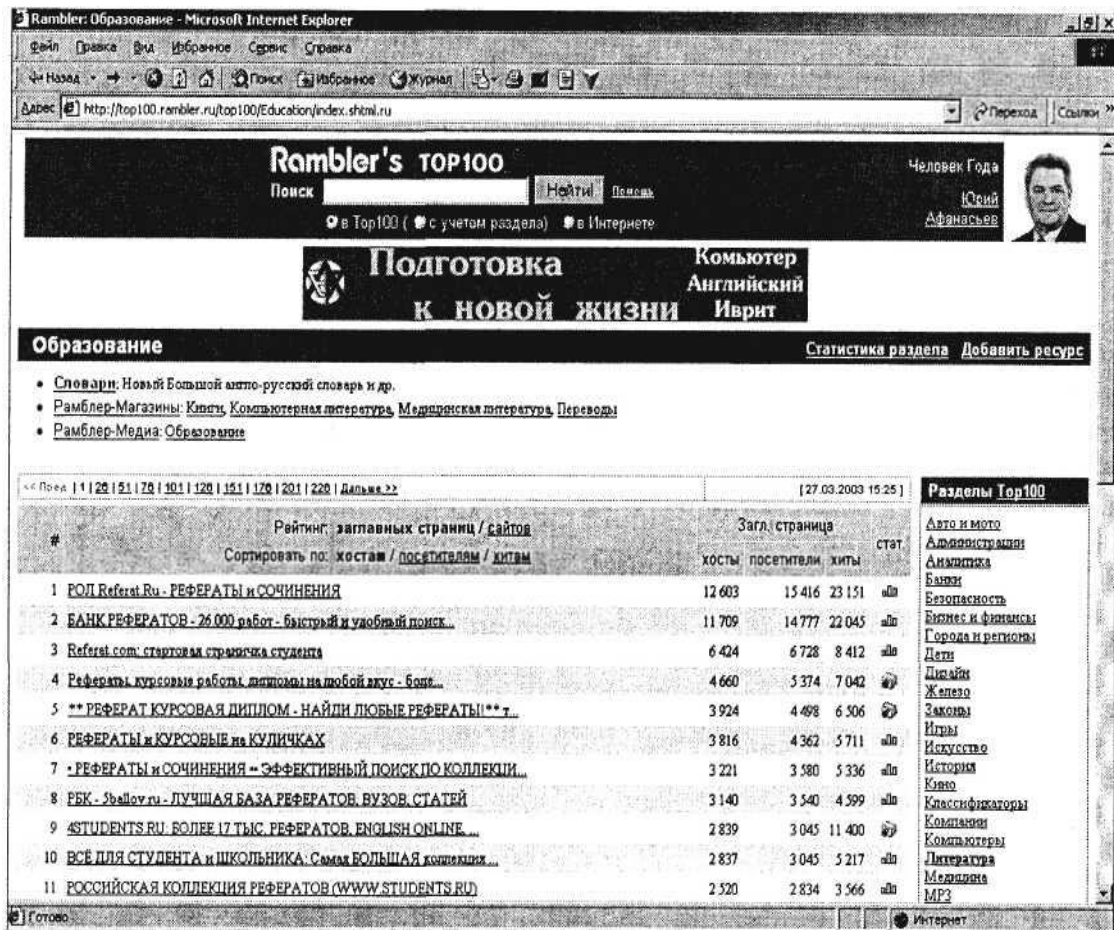 Rambler: Образование - Microsoft Internet Explorer
Файл Правка Вид Избранное Сервис Справка
Назад Поиск Избранное Журнал
Адрес http://top100.rambler.ru/top100/Education/index.shtml.ru Переход Ссылки »
Rambler's TOP100
Поиск Найти! Помощь
в Top100 ( с учетом раздела) в Интернете
Человек Года
Юрий
Афанасьев
Подготовка
к новой жизни
Комьютер
Английский
Иврит
Образование Статистика раздела Добавить ресурс
• Словари: Новый Большой англо-русский словарь и др.
• Рамблер-Магазины: Книги, Компьютерная литература, Медицинская литература, Переводы
• Рамблер-Медиа: Образование
<< Пред. | 1 | 26 | 51 | 76 | 101 | 126 | 151 | 176 | 201 | 226 | Дальше >> [ 27.03.2003 15:25 ]
# Рейтинг: заглавных страниц / сайтов Загл. страница
Сортировать по: хостам / посетителям / хитам хосты посетители хиты стат
1 РОЛ Referat.Ru - РЕФЕРАТЫ и СОЧИНЕНИЯ 12 603 15 416 23 151
2 БАНК РЕФЕРАТОВ - 26 000 работ - быстрый и удобный поиск... 11 709 14 777 22 045
3 Referat.com: стартовая страничка студента 6 424 6 728 8 412
4 Рефераты, курсовые работы, дипломы на любой вкус - боле... 4 660 5 374 7 042
5 ** РЕФЕРАТ КУРСОВАЯ ДИПЛОМ - НАЙДИ ЛЮБЫЕ РЕФЕРАТЫ! ** т... 3 924 4 498 6 506
6 РЕФЕРАТЫ и КУРСОВЫЕ на КУЛИЧКАХ 3 816 4 363 5 711
7 • РЕФЕРАТЫ и СОЧИНЕНИЯ •• ЭФФЕКТИВНЫЙ ПОИСК ПО КОЛЛЕКЦИ... 3 221 3 580 5 336
8 РБК - 5ballov.ru - ЛУЧШАЯ БАЗА РЕФЕРАТОВ, ВУЗОВ, СТАТЕЙ 3 140 3 540 4 599
9 4STUDENTS.RU: БОЛЕЕ 17 ТЫС. РЕФЕРАТОВ, ENGLISH ONLINE, ... 2 839 3 045 11 400
10 ВСЁ ДЛЯ СТУДЕНТА и ШКОЛЬНИКА: Самая БОЛЬШАЯ коллекция ... 2 837 3 045 5 217
11 РОССИЙСКАЯ КОЛЛЕКЦИЯ РЕФЕРАТОВ (WWW.STUDENTS.RU) 2 520 2 834 3 566
Разделы Top100
Авто и мото
Администрации
Аналитика
Банки
Безопасность
Бизнес и финансы
Города и регионы
Дети
Дизайн
Железо
Законы
Игры
Искусство
История
Кино
Классификаторы
Компании
Компьютеры
Литература
Медицина
MP3
Готово Интернет